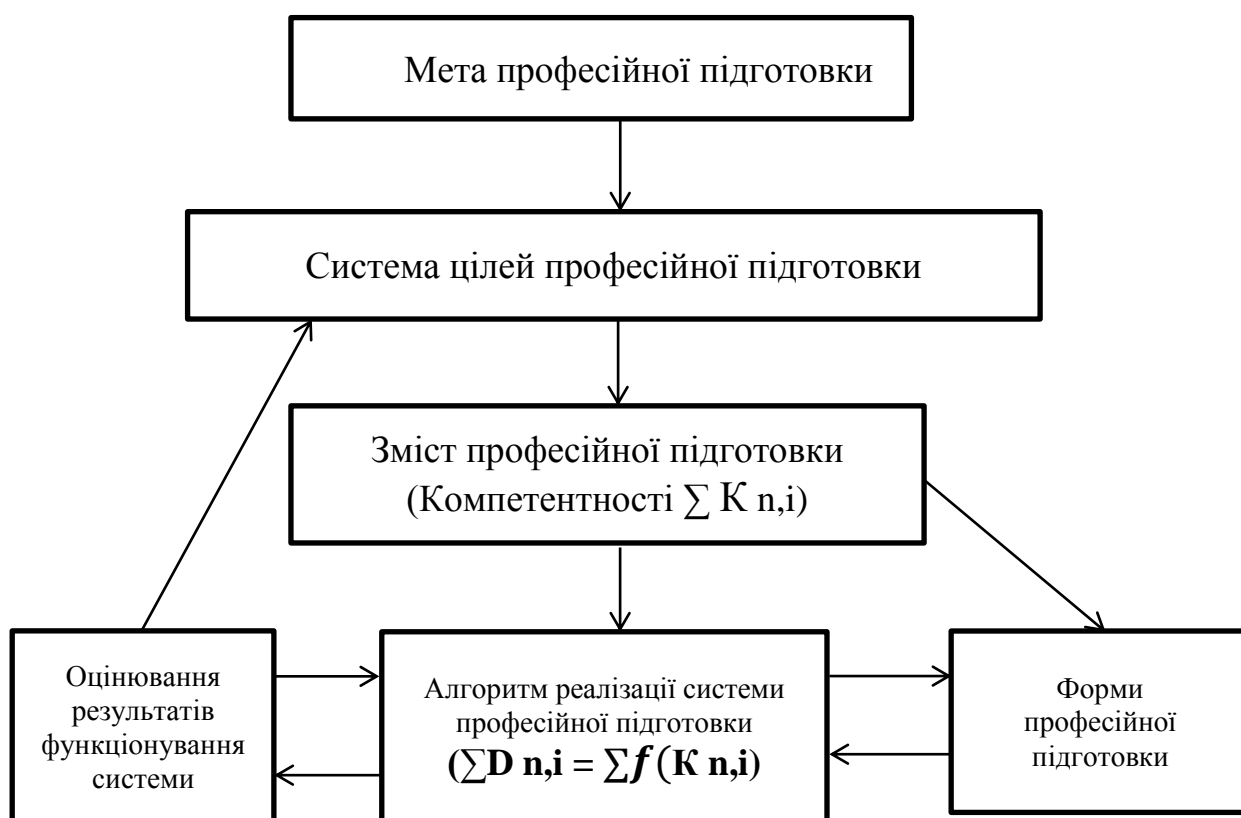 Мета професійної підготовки
Система цілей професійної підготовки
Зміст професійної підготовки
(Компетентності ∑ К n,i)
Оцінювання
результатів
функціонування
системи
Алгоритм реалізації системи
професійної підготовки
(∑D n,i = ∑f(К n,i)
Форми
професійної
підготовки